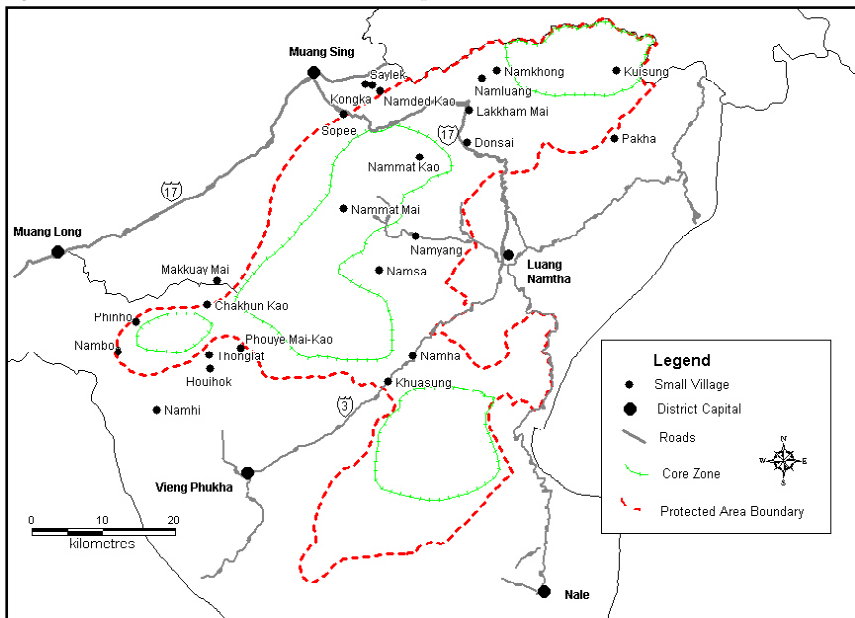 Muang Sing
Saylek
Namkhong
Kuisung
Namluang
Kongka
Namded-Kao
Lakkham Mai
Sopee
17
Donsai
Pakha
Nammat Kao
17
Nammat Mai
Muang Long
Namyang
Luang
Namtha
Makkuay Mai
Namsa
Chakhun Kao
Phinho
Phouye Mai-Kao
Nambo
Thonglat
Namha
Houihok
Khuasung
Namhi
3
Vieng Phukha
Nale
0 10 20
kilometres
Legend
Small Village
District Capital
Roads
Core Zone
Protected Area Boundary
N
W E
S